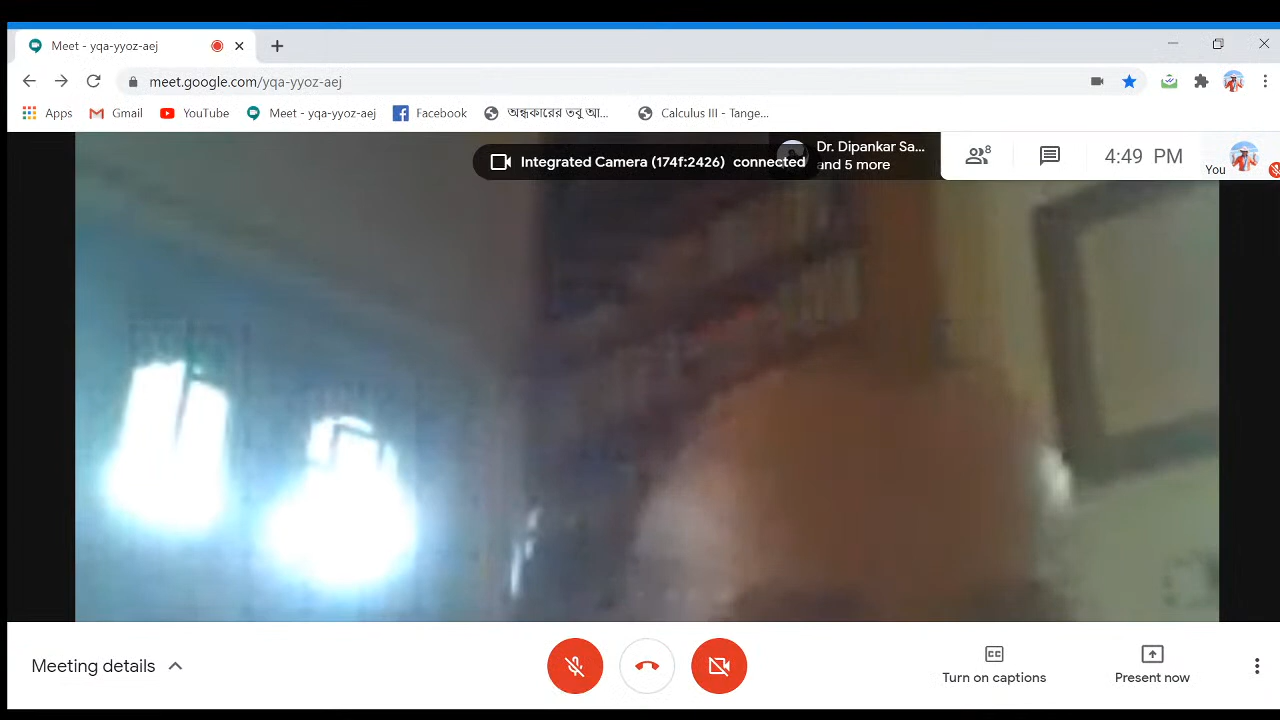 Meet - yqa-yyoz-aej
meet.google.com/yqa-yyoz-aej
Apps Gmail YouTube Meet - yqa-yyoz-aej Facebook অন্ধকারের তবু আ... Calculus III - Tange...
Integrated Camera (174f:2426) connected
Dr. Dipankar Sa...
and 5 more
8
4:49 PM
You
Meeting details
Turn on captions
Present now